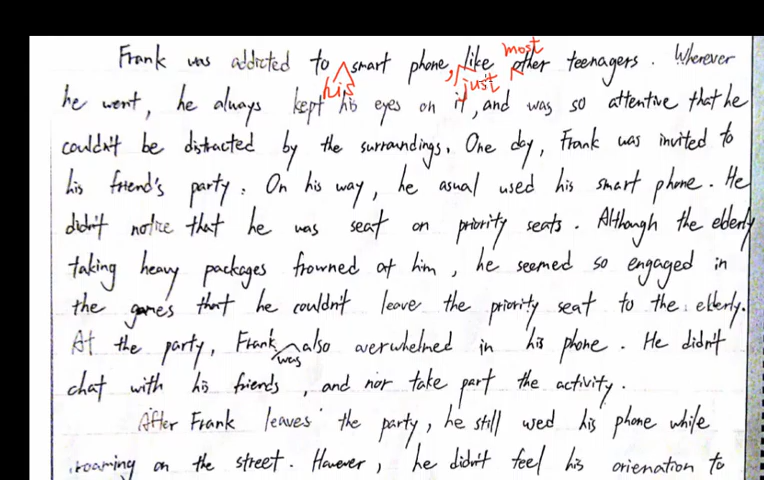 Frank was addicted to his smart phone, just like most other teenagers. Wherever
he went, he always kept his eyes on it, and was so attentive that he
couldn't be distracted by the surroundings. One day, Frank was invited to
his friend's party. On his way, he asual used his smart phone. He
didn't notice that he was seat on priority seats. Although the elderly
taking heavy packages frowned at him, he seemed so engaged in
the games that he couldn't leave the priority seat to the elderly.
At the party, Frank was also overwhelmed in his phone. He didn't
chat with his friends, and nor take part the activity.
After Frank leaves the party, he still used his phone while
roaming on the street. However, he didn't feel his orienation to